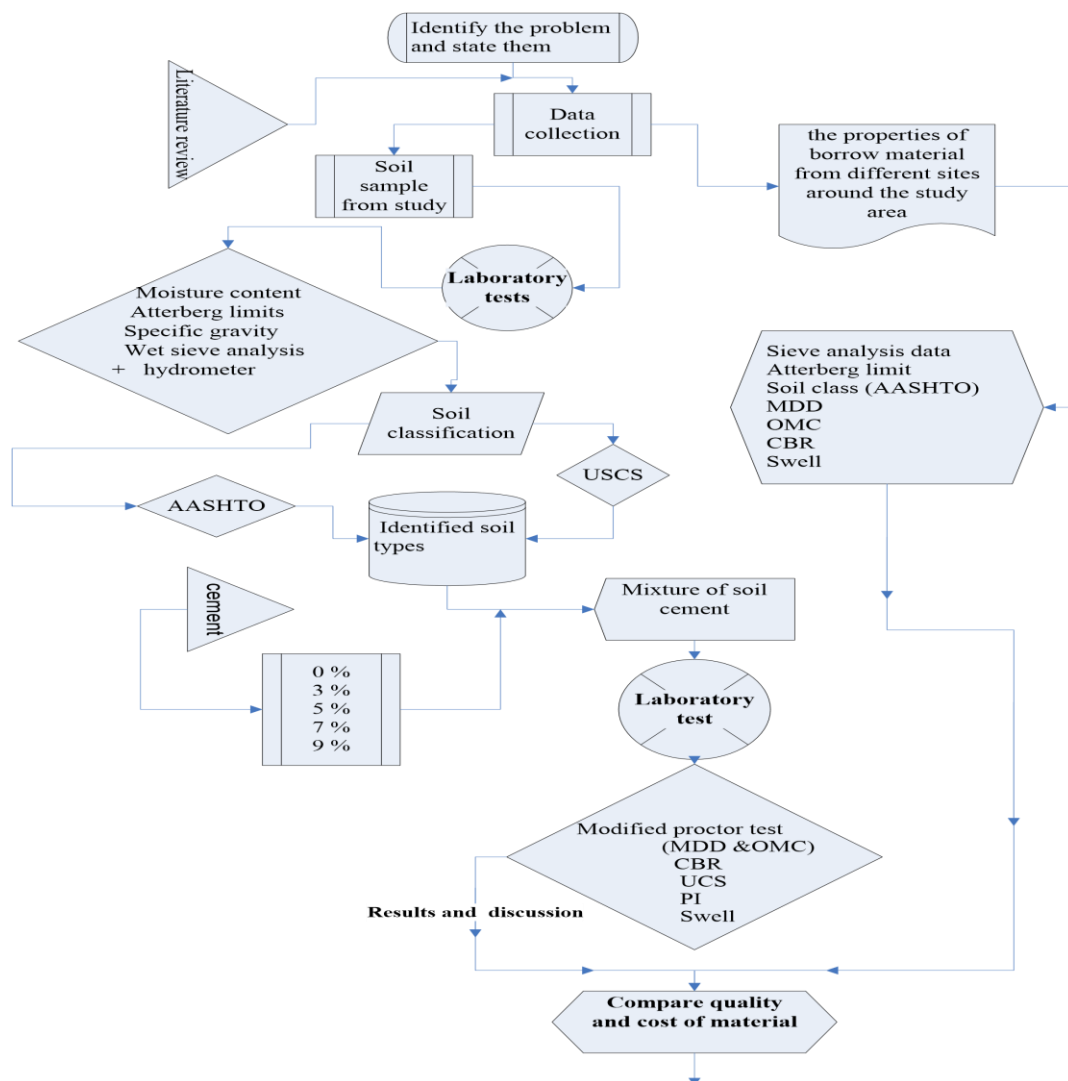 Identify the problem
and state them
Literature review
Data
collection
Soil
sample
from study
the properties of
borrow material
from different sites
around the study
area
Laboratory
tests
Moisture content
Atterberg limits
Specific gravity
Wet sieve analysis
+ hydrometer
Sieve analysis data
Atterberg limit
Soil class (AASHTO)
MDD
OMC
CBR
Swell
Soil
classification
USCS
AASHTO
Identified soil
types
cement
Mixture of soil
cement
0 %
3 %
5 %
7 %
9 %
Laboratory
test
Modified proctor test
(MDD &OMC)
CBR
UCS
PI
Swell
Results and discussion
Compare quality
and cost of material